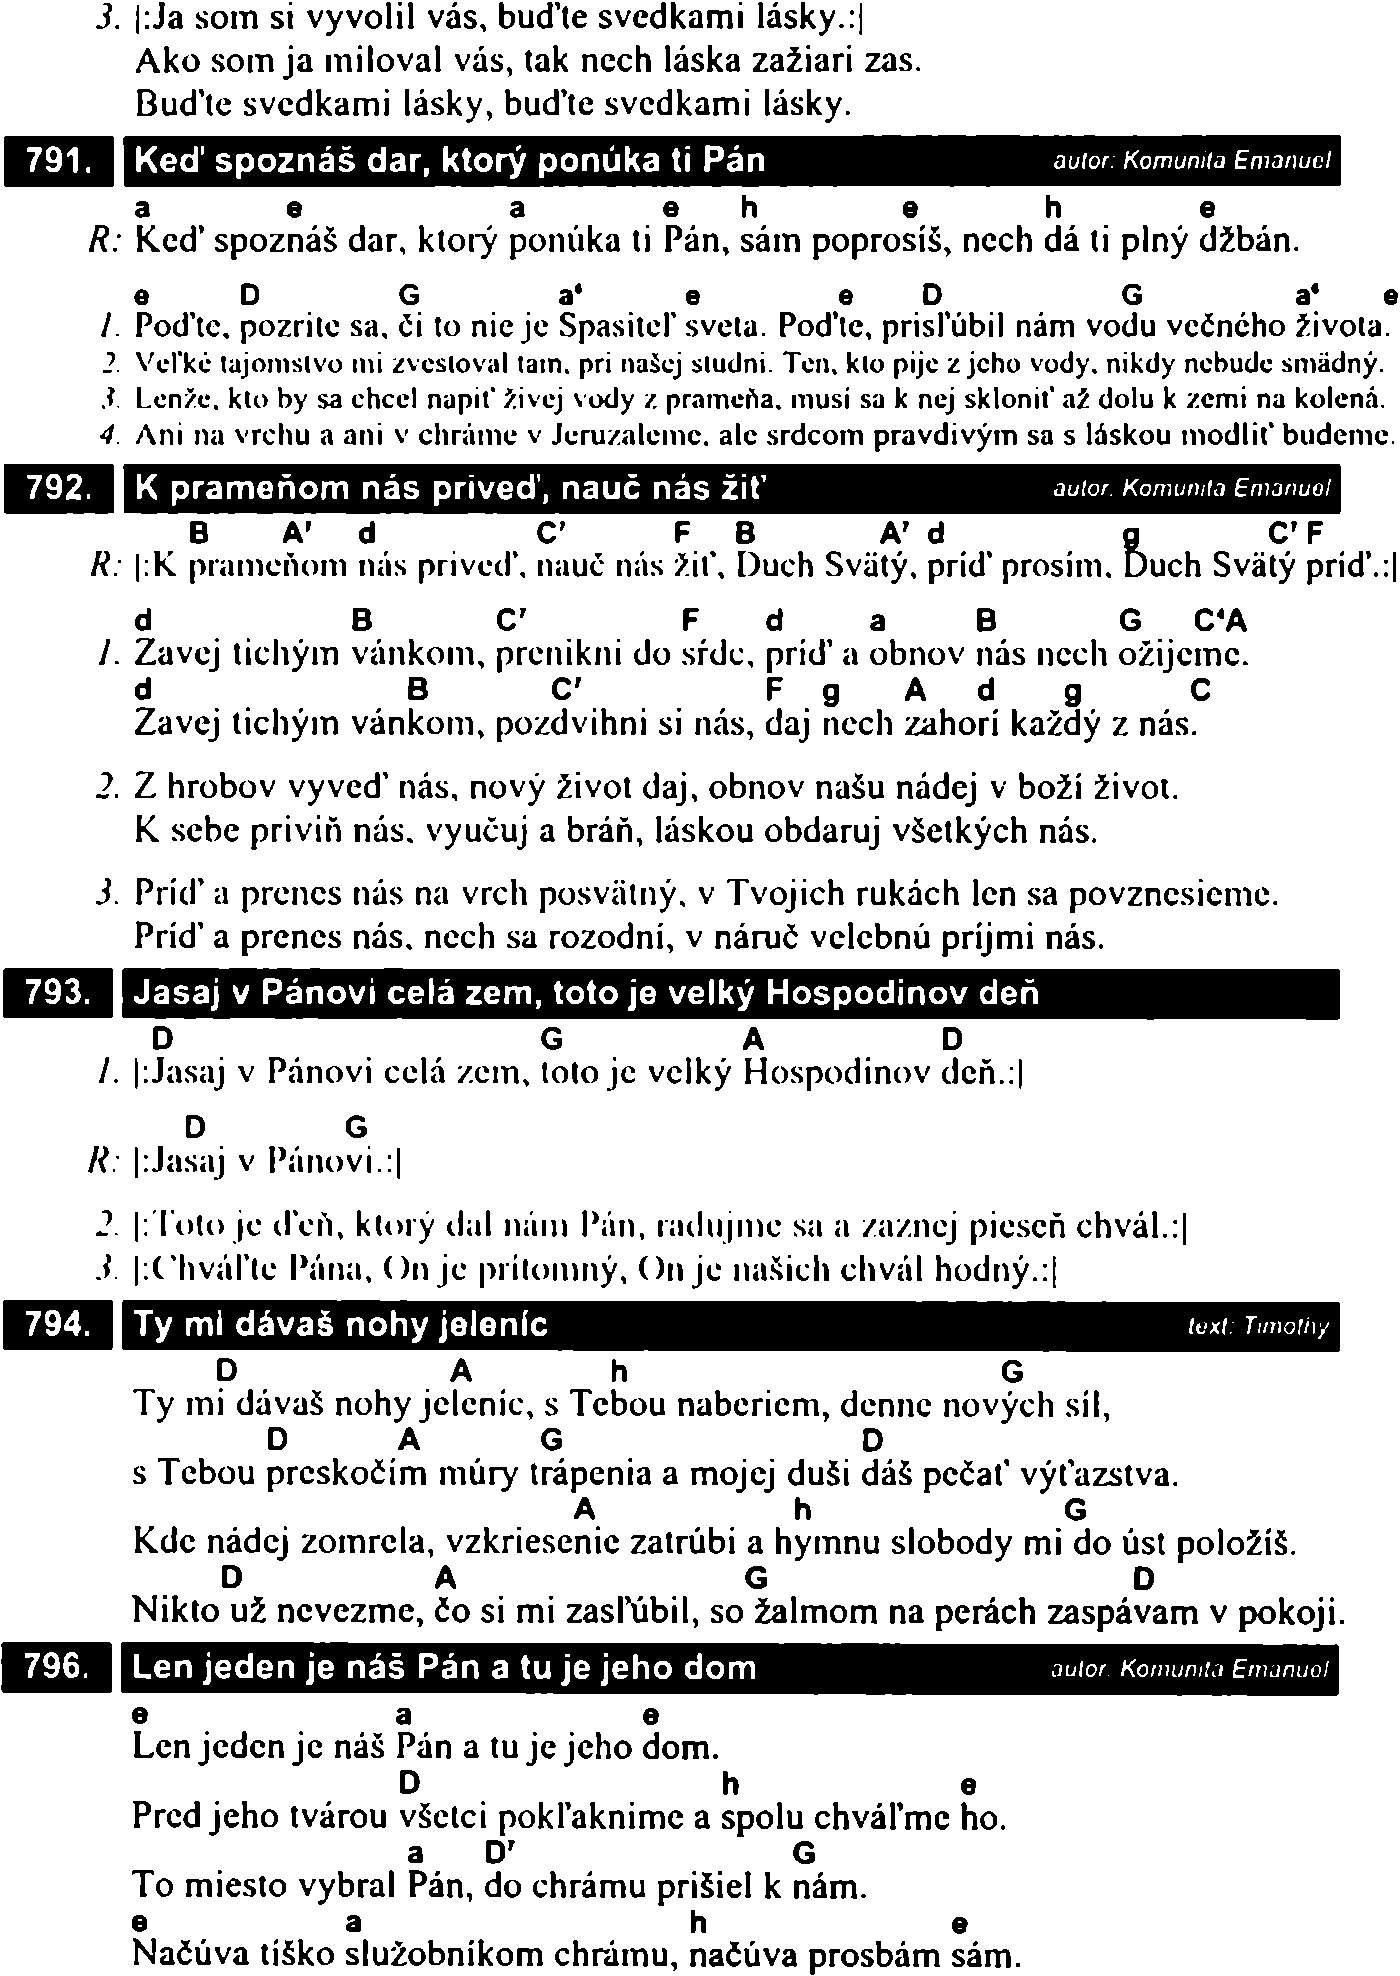 3. |:Ja som si vyvolil vás, buďte svedkami lásky.:|
Ako som ja miloval vás, tak nech láska zažiari zas.
Buďte svedkami lásky, buďte svedkami lásky.
791. Keď spoznáš dar, ktorý ponúka ti Pán autor: Komunita Emanuel
a e a e h e h e
R: Keď spoznáš dar, ktorý ponúka ti Pán, sám poprosíš, nech dá ti plný džbán.
e D G a⁴ e e D G a⁴ e
1. Poďte, pozrite sa, či to nie je Spasiteľ sveta. Poďte, prisľúbil nám vodu večného života.
2. Veľké tajomstvo mi zvestoval tam, pri našej studni. Ten, kto pije z jeho vody, nikdy nebude smädný.
3. Lenže, kto by sa chcel napiť živej vody z prameňa, musí sa k nej skloniť až dolu k zemi na kolená.
4. Ani na vrchu a ani v chráme v Jeruzaleme, ale srdcom pravdivým sa s láskou modliť budeme.
792. K prameňom nás priveď, nauč nás žiť autor: Komunita Emanuel
B A⁷ d C⁷ F B A⁷ d g C⁷ F
R: |:K prameňom nás priveď, nauč nás žiť, Duch Svätý, príď prosím, Duch Svätý príď.:|
d B C⁷ F d a B G C⁴A
1. Zavej tichým vánkom, prenikni do sŕdc, príď a obnov nás nech ožijeme.
d B C⁷ F g A d g C
Zavej tichým vánkom, pozdvihni si nás, daj nech zahorí každý z nás.
2. Z hrobov vyveď nás, nový život daj, obnov našu nádej v boží život.
K sebe priviň nás, vyučuj a bráň, láskou obdaruj všetkých nás.
3. Príď a prenes nás na vrch posvätný, v Tvojich rukách len sa povznesieme.
Príď a prenes nás, nech sa rozodní, v náruč velebnú príjmi nás.
793. Jasaj v Pánovi celá zem, toto je velký Hospodinov deň
D G A D
1. |:Jasaj v Pánovi celá zem, toto je velký Hospodinov deň.:|
D G
R: |:Jasaj v Pánovi.:|
2. |:Toto je ďeň, ktorý dal nám Pán, radujme sa a zaznej pieseň chvál.:|
3. |:Chváľte Pána, On je prítomný, On je našich chvál hodný.:|
794. Ty mi dávaš nohy jeleníc text: Timothy
D A h G
Ty mi dávaš nohy jeleníc, s Tebou naberiem, denne nových síl,
D A G D
s Tebou preskočím múry trápenia a mojej duši dáš pečať výťazstva.
A h G
Kde nádej zomrela, vzkriesenie zatrúbi a hymnu slobody mi do úst položíš.
D A G D
Nikto už nevezme, čo si mi zasľúbil, so žalmom na perách zaspávam v pokoji.
796. Len jeden je náš Pán a tu je jeho dom autor: Komunita Emanuel
e a e
Len jeden je náš Pán a tu je jeho dom.
D h e
Pred jeho tvárou všetci pokľaknime a spolu chváľme ho.
a D⁷ G
To miesto vybral Pán, do chrámu prišiel k nám.
e a h e
Načúva tíško služobníkom chrámu, načúva prosbám sám.